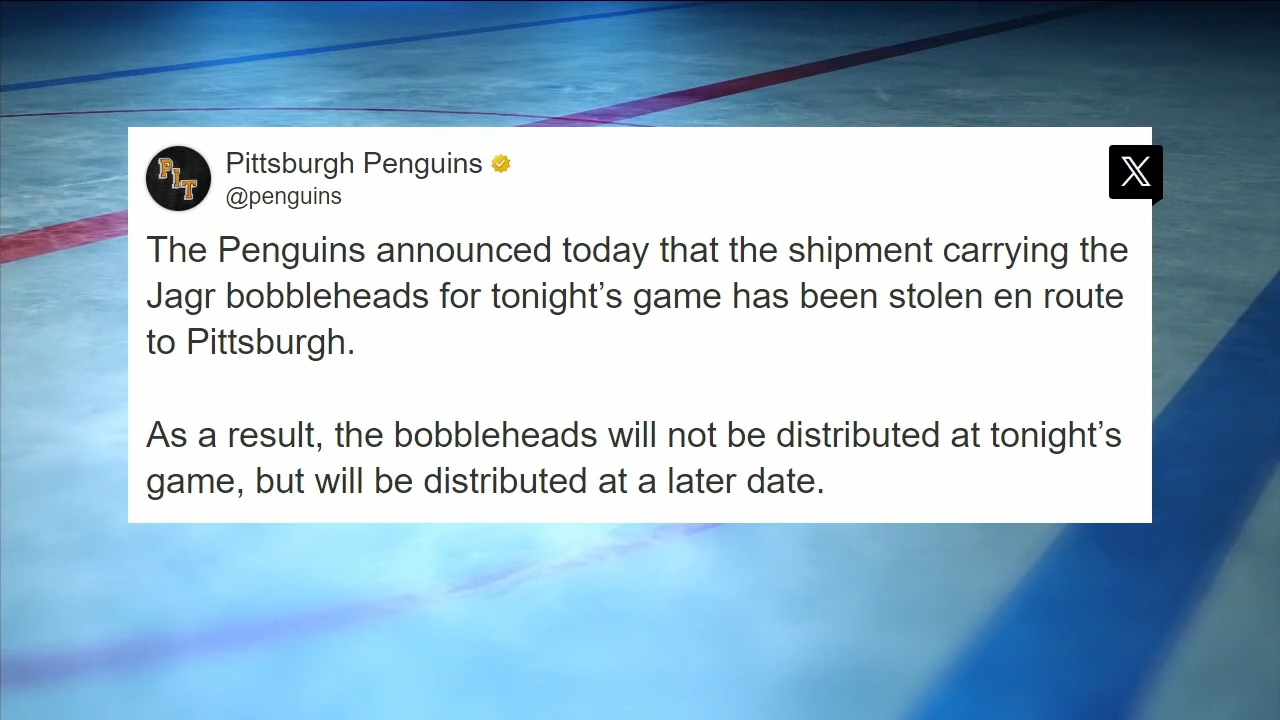 PIT
Pittsburgh Penguins
@penguins
X
The Penguins announced today that the shipment carrying the
Jagr bobbleheads for tonight’s game has been stolen en route
to Pittsburgh.
As a result, the bobbleheads will not be distributed at tonight’s
game, but will be distributed at a later date.